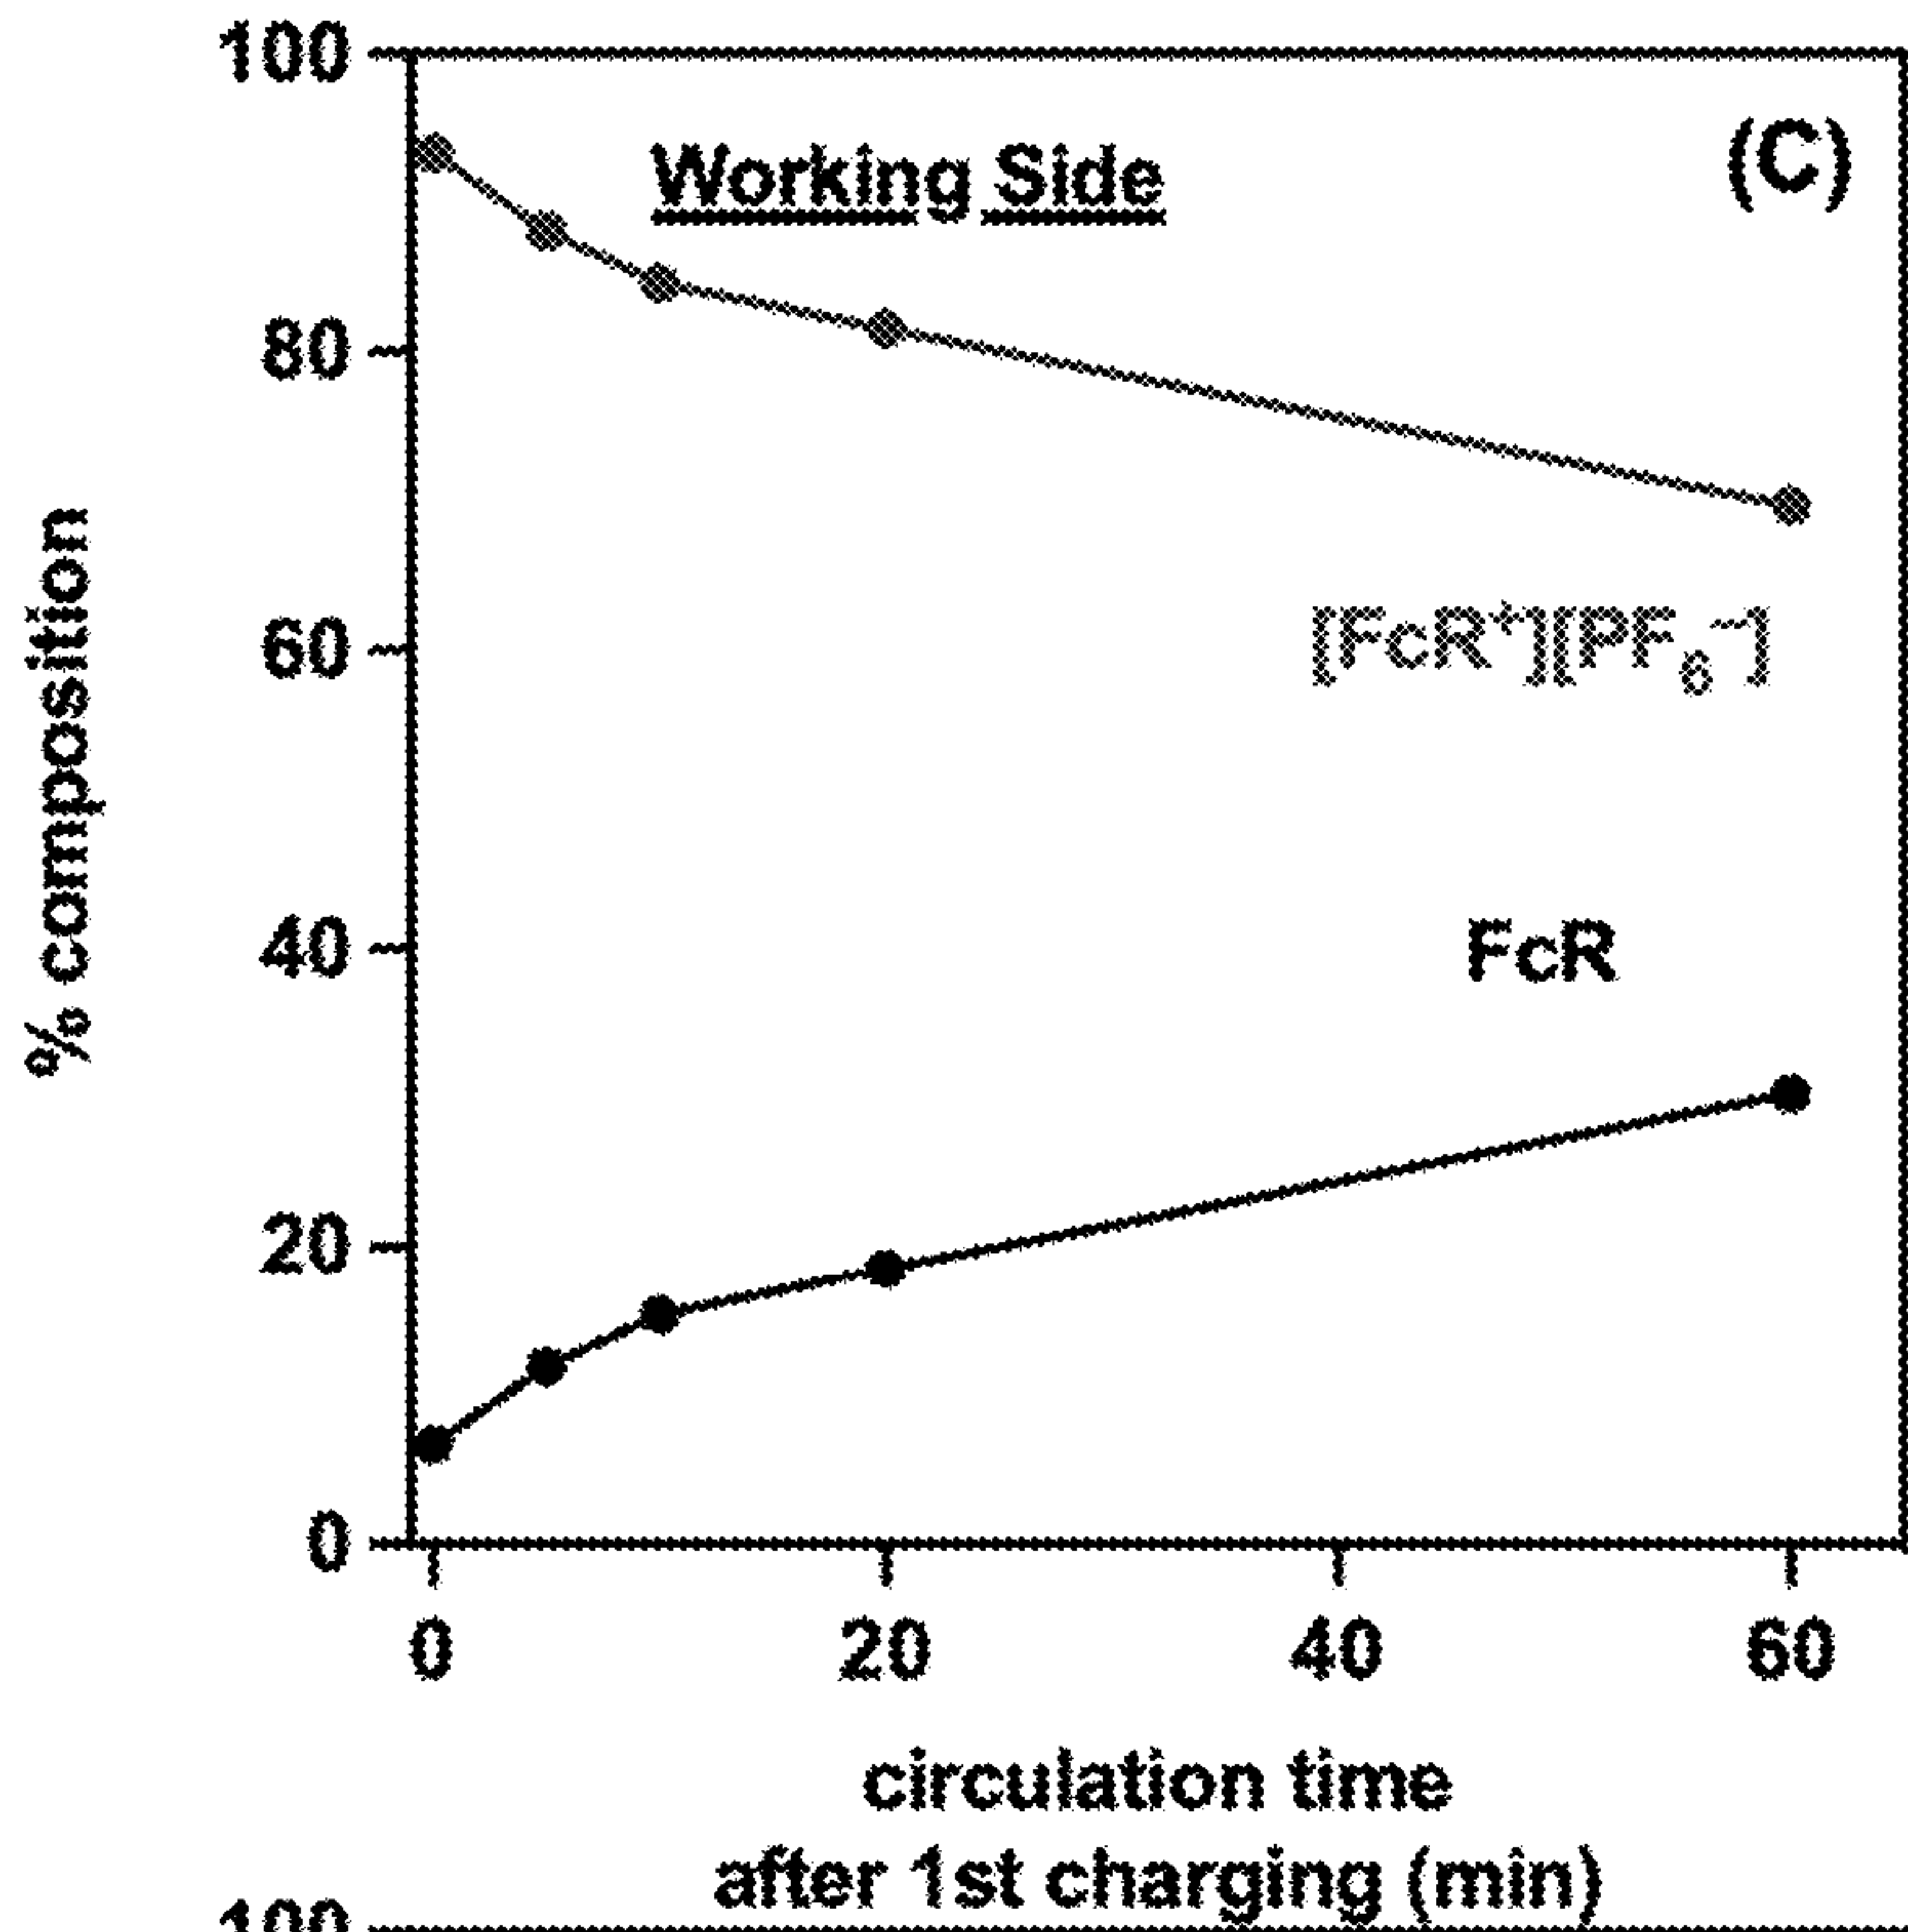 100
(C)
Working Side
80
60
[FcR⁺][PF₆⁻]
% composition
40
FcR
20
0
0 20 40 60
circulation time
after 1st charging (min)
100